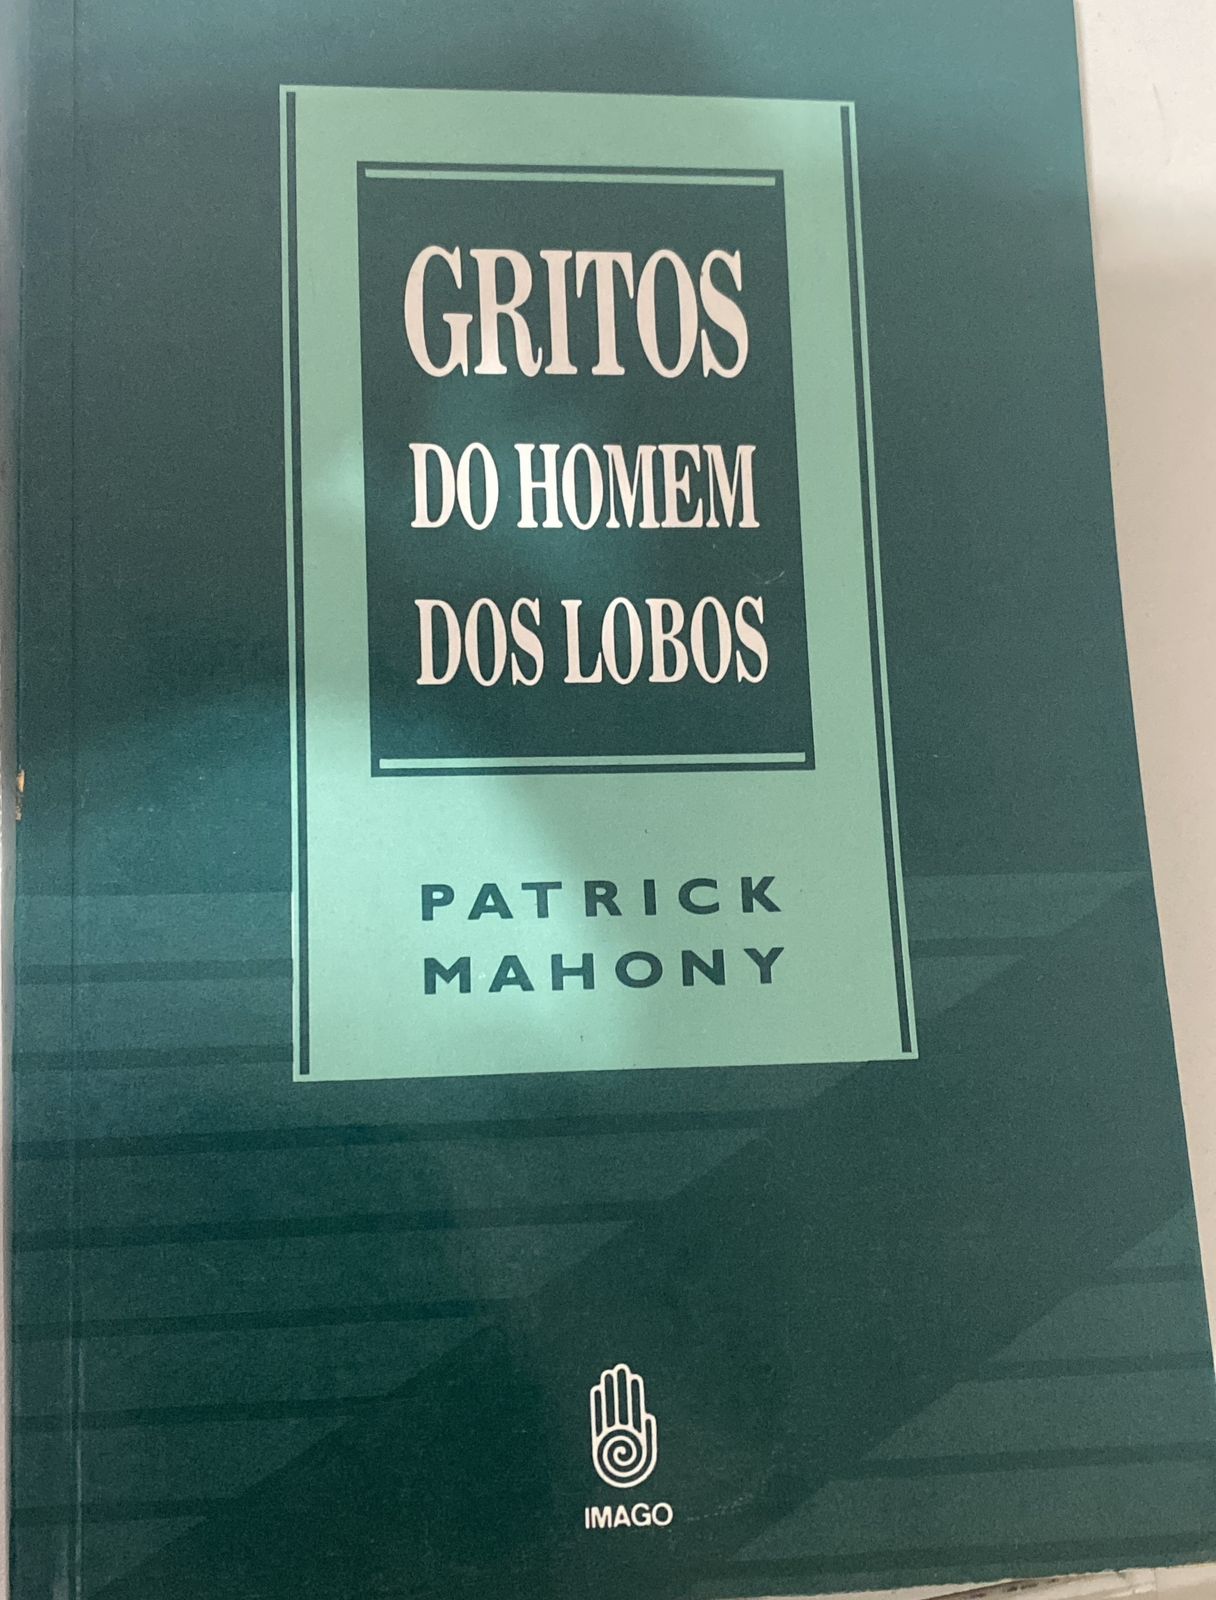 GRITOS
DO HOMEM
DOS LOBOS
PATRICK
MAHONY
IMAGO